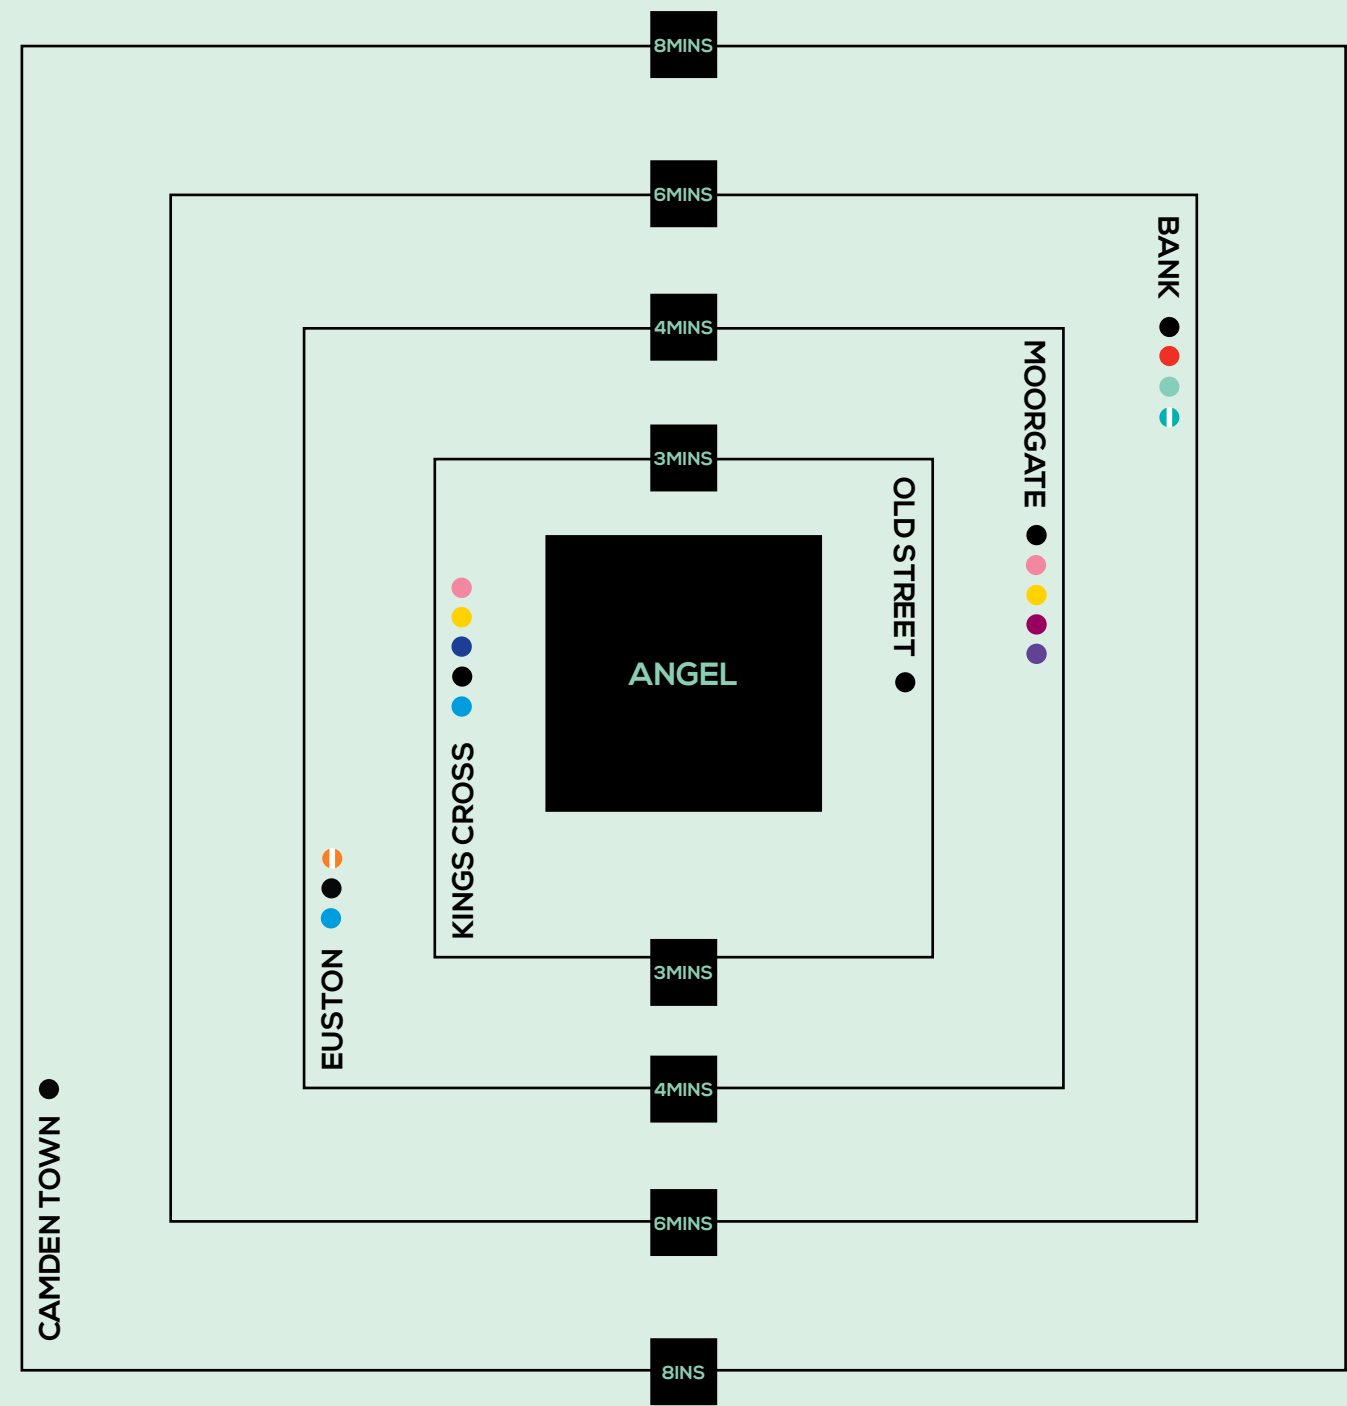 8MINS
6MINS
BANK
4MINS
MOORGATE
3MINS
OLD STREET
ANGEL
KINGS CROSS
EUSTON
3MINS
4MINS
CAMDEN TOWN
6MINS
8INS